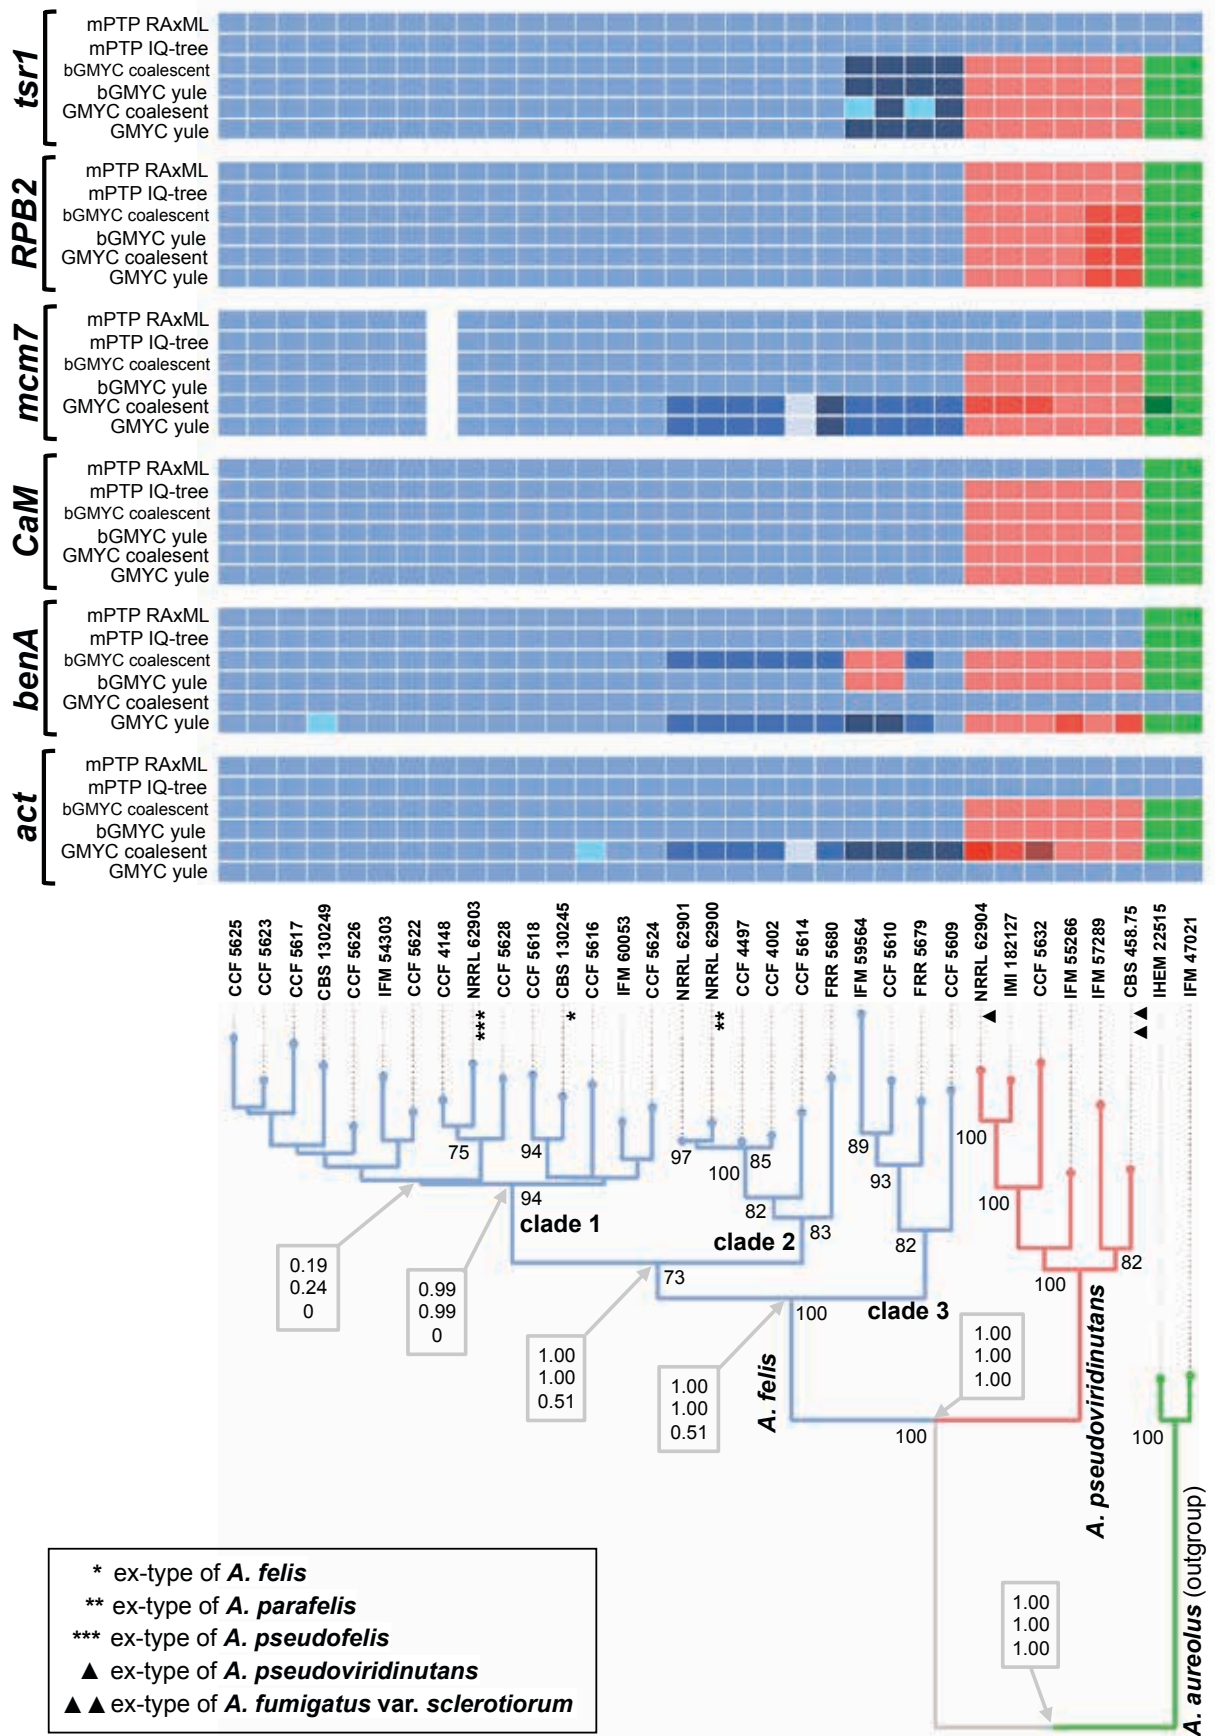 tsr1
mPTP RAxML
mPTP IQ-tree
bGMYC coalescent
bGMYC yule
GMYC coalesent
GMYC yule
RPB2
mPTP RAxML
mPTP IQ-tree
bGMYC coalescent
bGMYC yule
GMYC coalesent
GMYC yule
mcm7
mPTP RAxML
mPTP IQ-tree
bGMYC coalescent
bGMYC yule
GMYC coalesent
GMYC yule
CaM
mPTP RAxML
mPTP IQ-tree
bGMYC coalescent
bGMYC yule
GMYC coalesent
GMYC yule
benA
mPTP RAxML
mPTP IQ-tree
bGMYC coalescent
bGMYC yule
GMYC coalesent
GMYC yule
act
mPTP RAxML
mPTP IQ-tree
bGMYC coalescent
bGMYC yule
GMYC coalesent
GMYC yule
CCF 5625
CCF 5623
CCF 5617
CBS 130249
CCF 5626
IFM 54303
CCF 5622
CCF 4148
NRRL 62903
CCF 5628
CCF 5618
CBS 130245
CCF 5616
IFM 60053
CCF 5624
NRRL 62901
NRRL 62900
CCF 4497
CCF 4002
CCF 5614
FRR 5680
IFM 59564
CCF 5610
FRR 5679
CCF 5609
NRRL 62904
IMI 182127
CCF 5632
IFM 55266
IFM 57289
CBS 458.75
IHEM 22515
IFM 47021
***
*
**
▲
▲▲
75
94
97
100
85
89
93
100
100
94
clade 1
82
clade 2
83
82
100
82
73
100
clade 3
0.19
0.24
0
0.99
0.99
0
1.00
1.00
0.51
1.00
1.00
0.51
1.00
1.00
1.00
A. felis
100
A. pseudoviridinutans
100
A. aureolus (outgroup)
1.00
1.00
1.00
* ex-type of A. felis
** ex-type of A. parafelis
*** ex-type of A. pseudofelis
▲ ex-type of A. pseudoviridinutans
▲▲ ex-type of A. fumigatus var. sclerotiorum